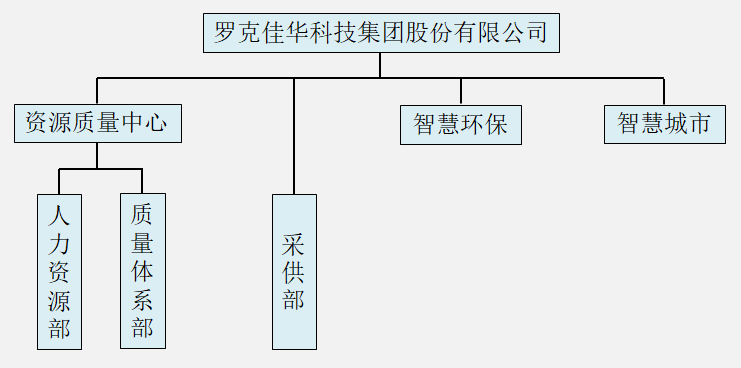 罗克佳华科技集团股份有限公司
资源质量中心
智慧环保
智慧城市
人力资源部
质量体系部
采供部